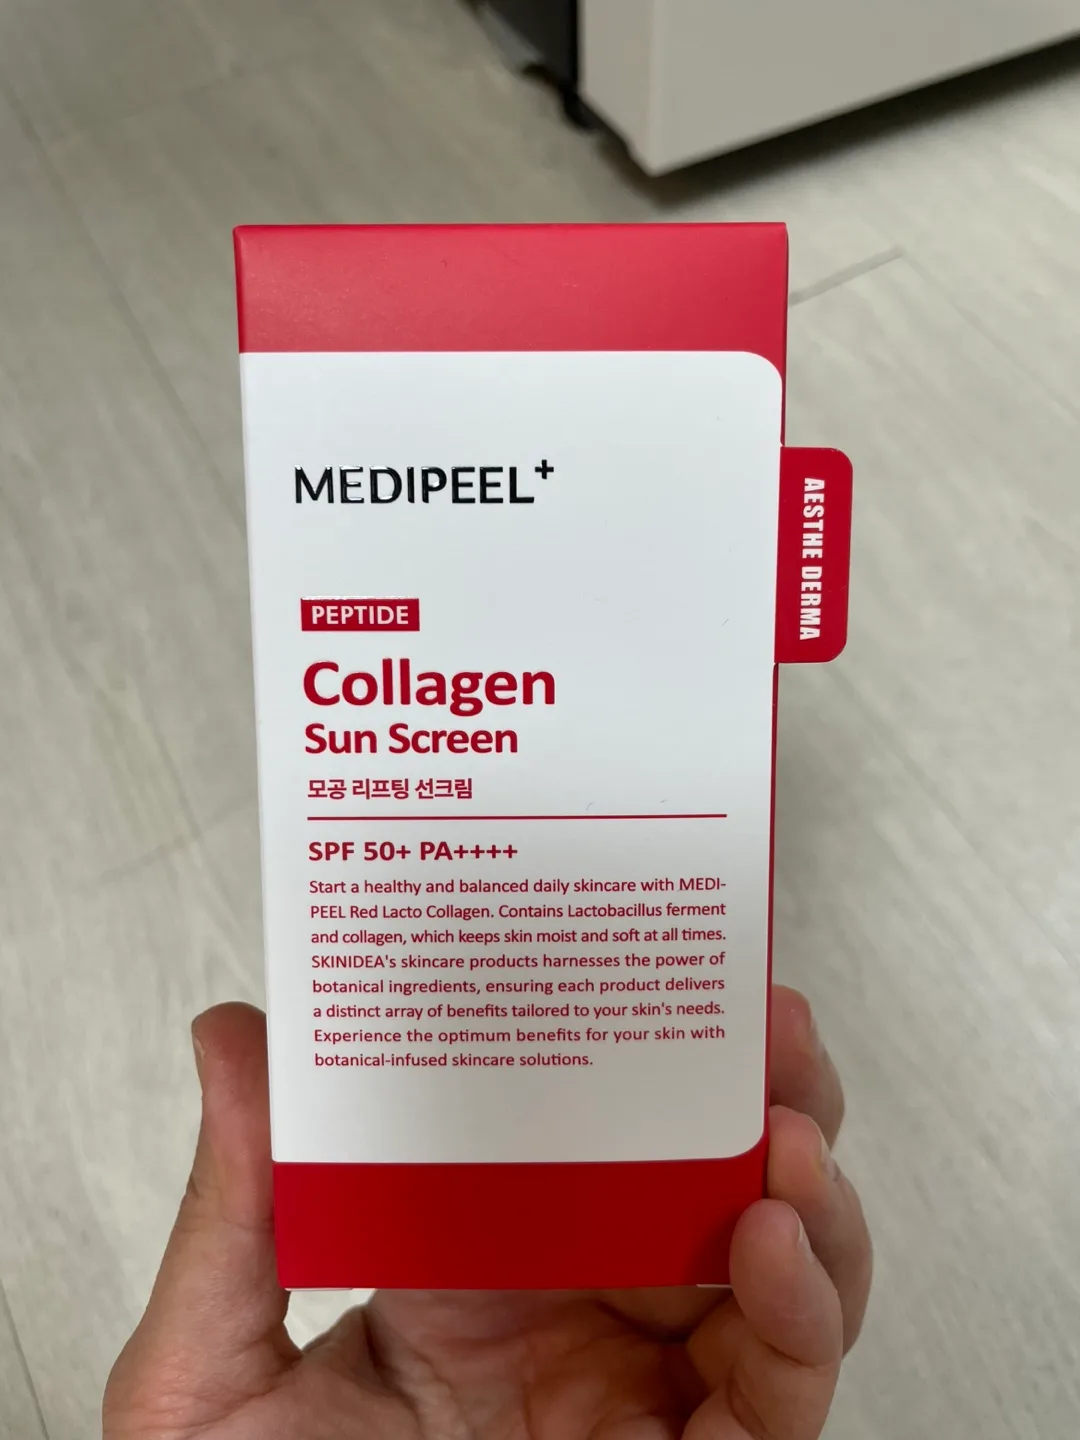 MEDIPEEL+
AESTHE DERMA
PEPTIDE
Collagen
Sun Screen
모공 리프팅 선크림
SPF 50+ PA++++
Start a healthy and balanced daily skincare with MEDI-
PEEL Red Lacto Collagen. Contains Lactobacillus ferment
and collagen, which keeps skin moist and soft at all times.
SKINIDEA's skincare products harnesses the power of
botanical ingredients, ensuring each product delivers
a distinct array of benefits tailored to your skin's needs.
Experience the optimum benefits for your skin with
botanical-infused skincare solutions.